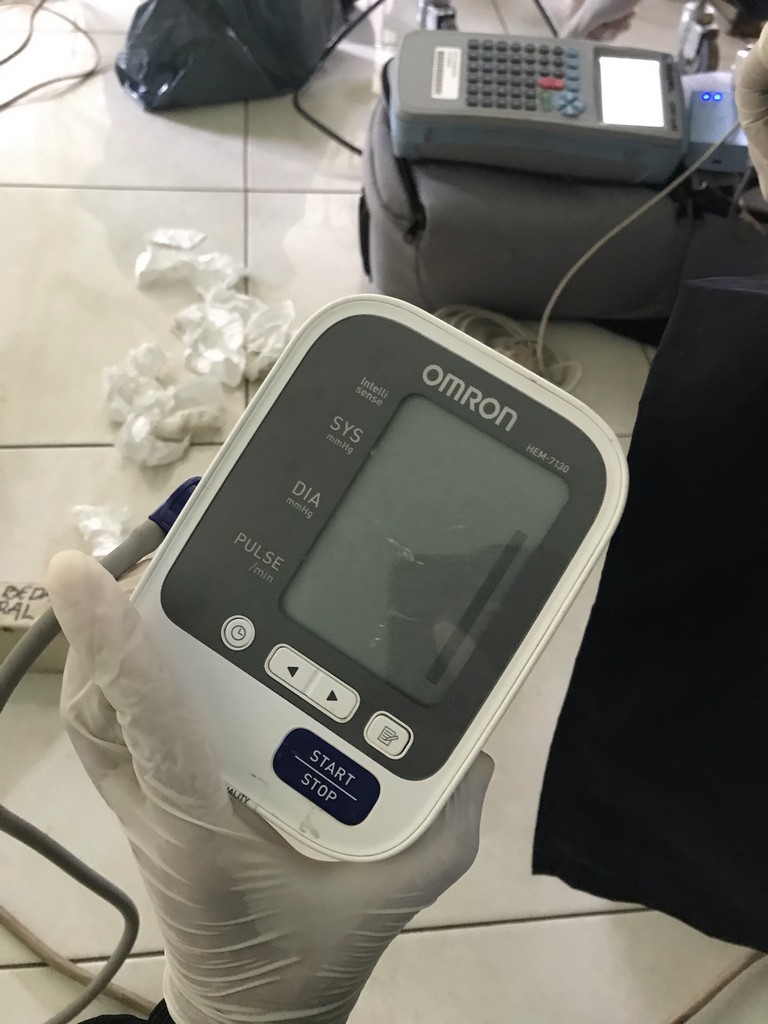 OMRON
HEM-7130
Intelli
sense
SYS
mmHg
DIA
mmHg
PULSE
/min
START
STOP